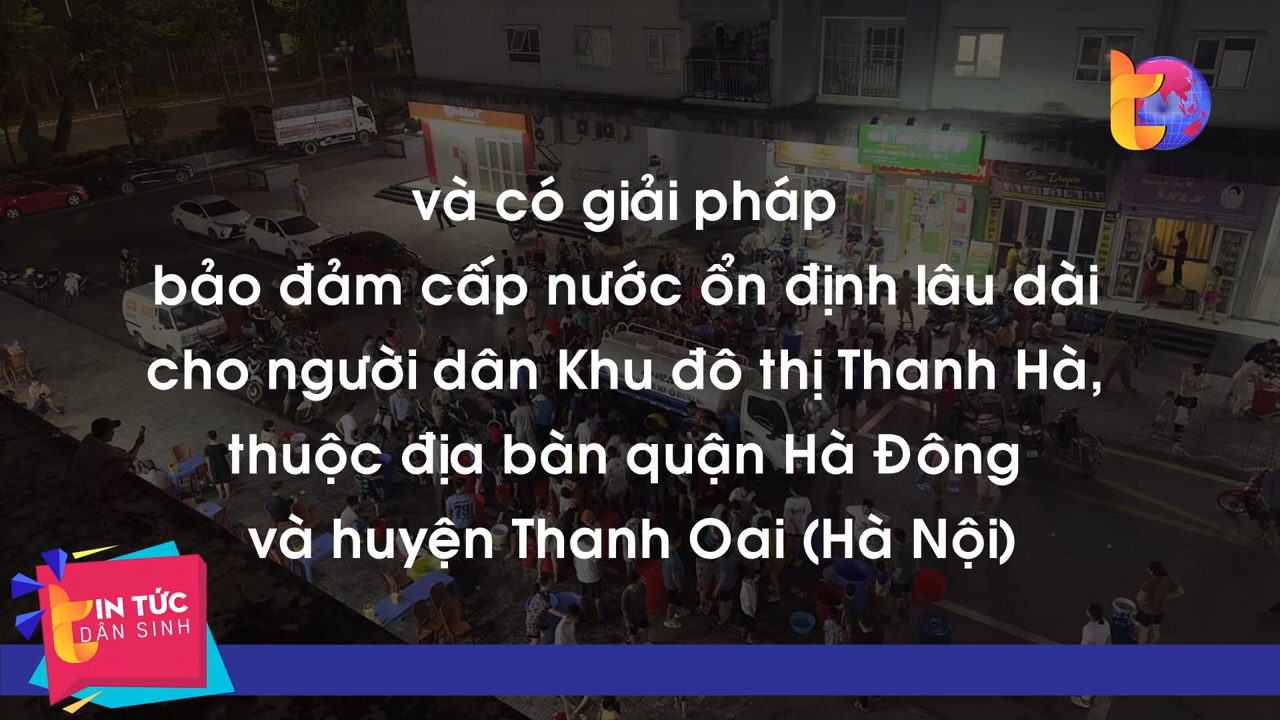 và có giải pháp
bảo đảm cấp nước ổn định lâu dài
cho người dân Khu đô thị Thanh Hà,
thuộc địa bàn quận Hà Đông
và huyện Thanh Oai (Hà Nội)
tIN TỨC
DÂN SINH